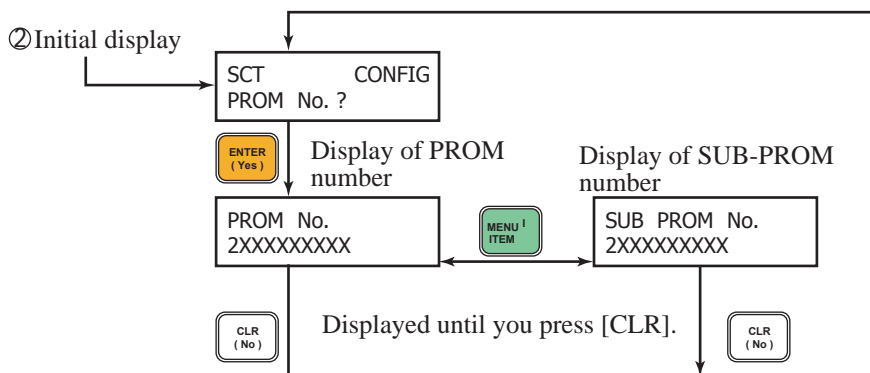 ②Initial display
SCT CONFIG
PROM No. ?
ENTER
( Yes )
Display of PROM
number
Display of SUB-PROM
number
PROM No.
2XXXXXXXXX
MENU I
ITEM
SUB PROM No.
2XXXXXXXXX
CLR
( No )
Displayed until you press [CLR].
CLR
( No )